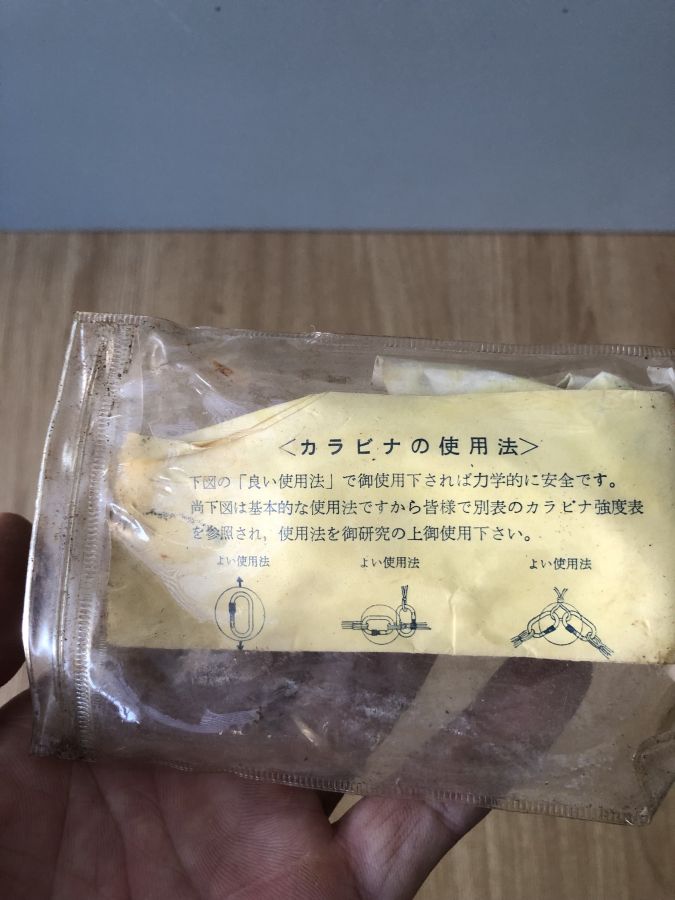 <カラビナの使用法>
下図の「良い使用法」で御使用下されば力学的に安全です。
尚下図は基本的な使用法ですから皆様で別表のカラビナ強度表
を参照され，使用法を御研究の上御使用下さい。
よい使用法 よい使用法 よい使用法